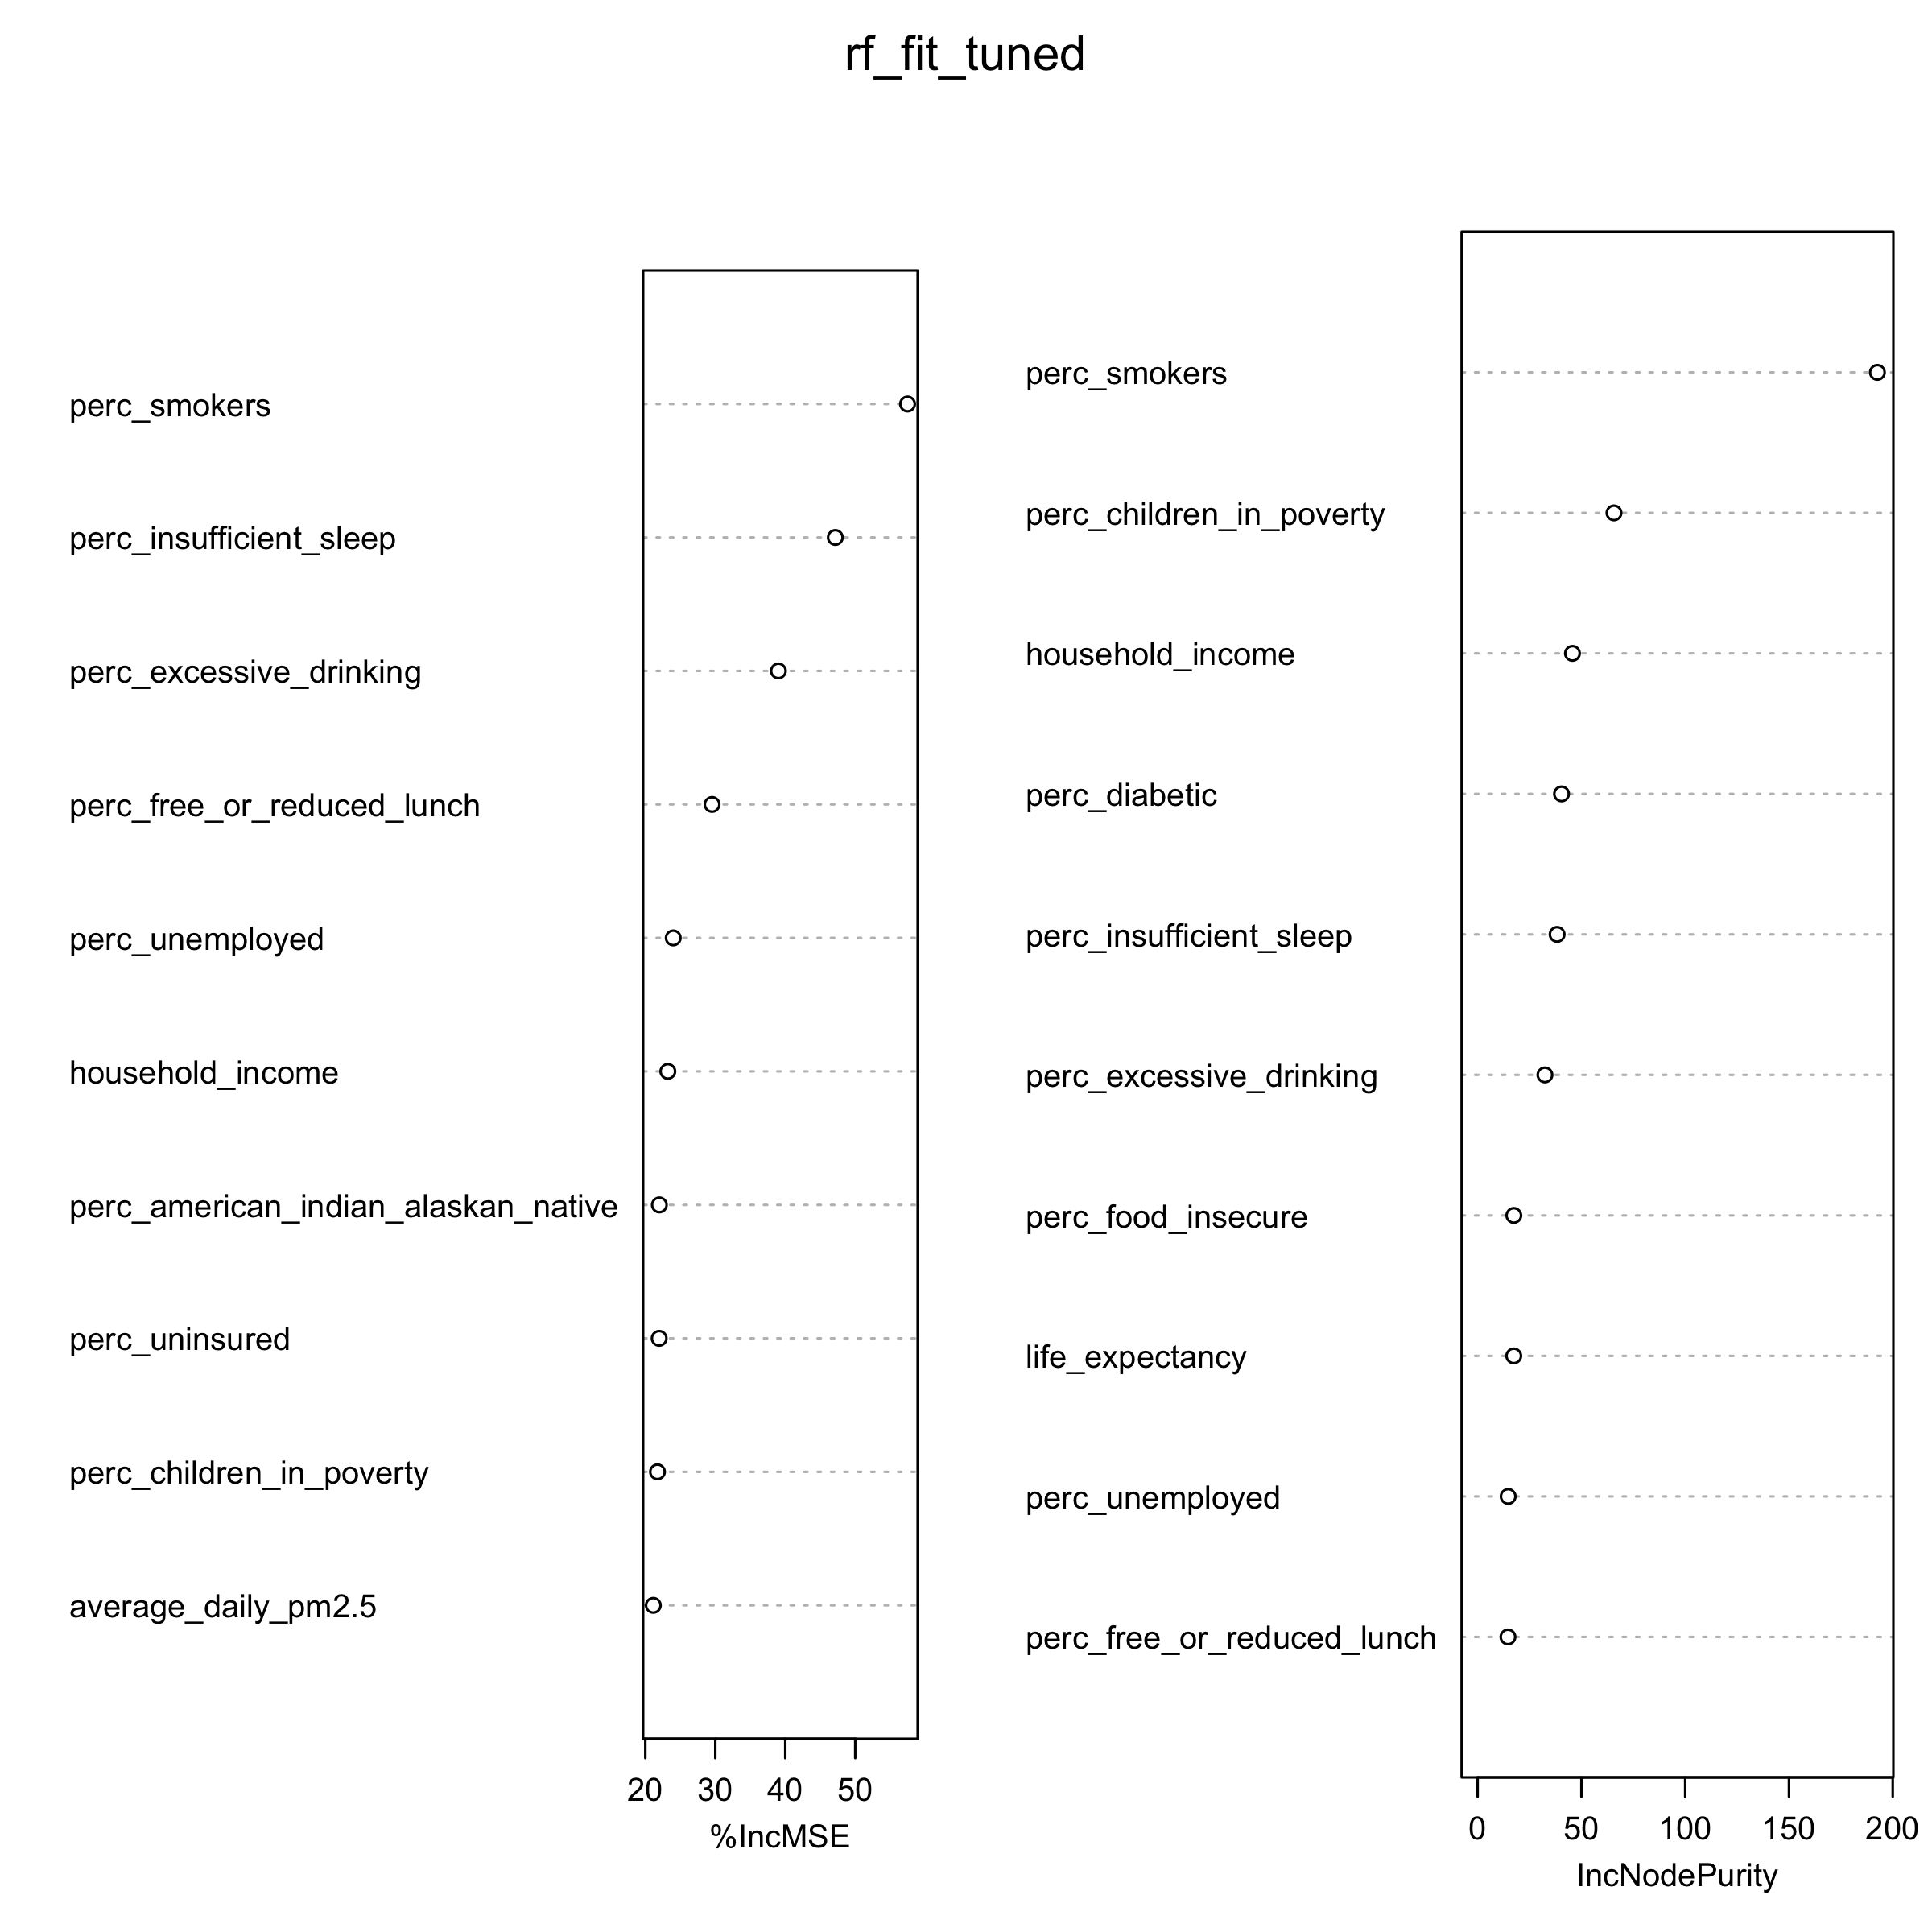 rf_fit_tuned
perc_smokers
perc_insufficient_sleep
perc_excessive_drinking
perc_free_or_reduced_lunch
perc_unemployed
household_income
perc_american_indian_alaskan_native
perc_uninsured
perc_children_in_poverty
average_daily_pm2.5
20 30 40 50
%IncMSE
perc_smokers
perc_children_in_poverty
household_income
perc_diabetic
perc_insufficient_sleep
perc_excessive_drinking
perc_food_insecure
life_expectancy
perc_unemployed
perc_free_or_reduced_lunch
0 50 100 150 200
IncNodePurity